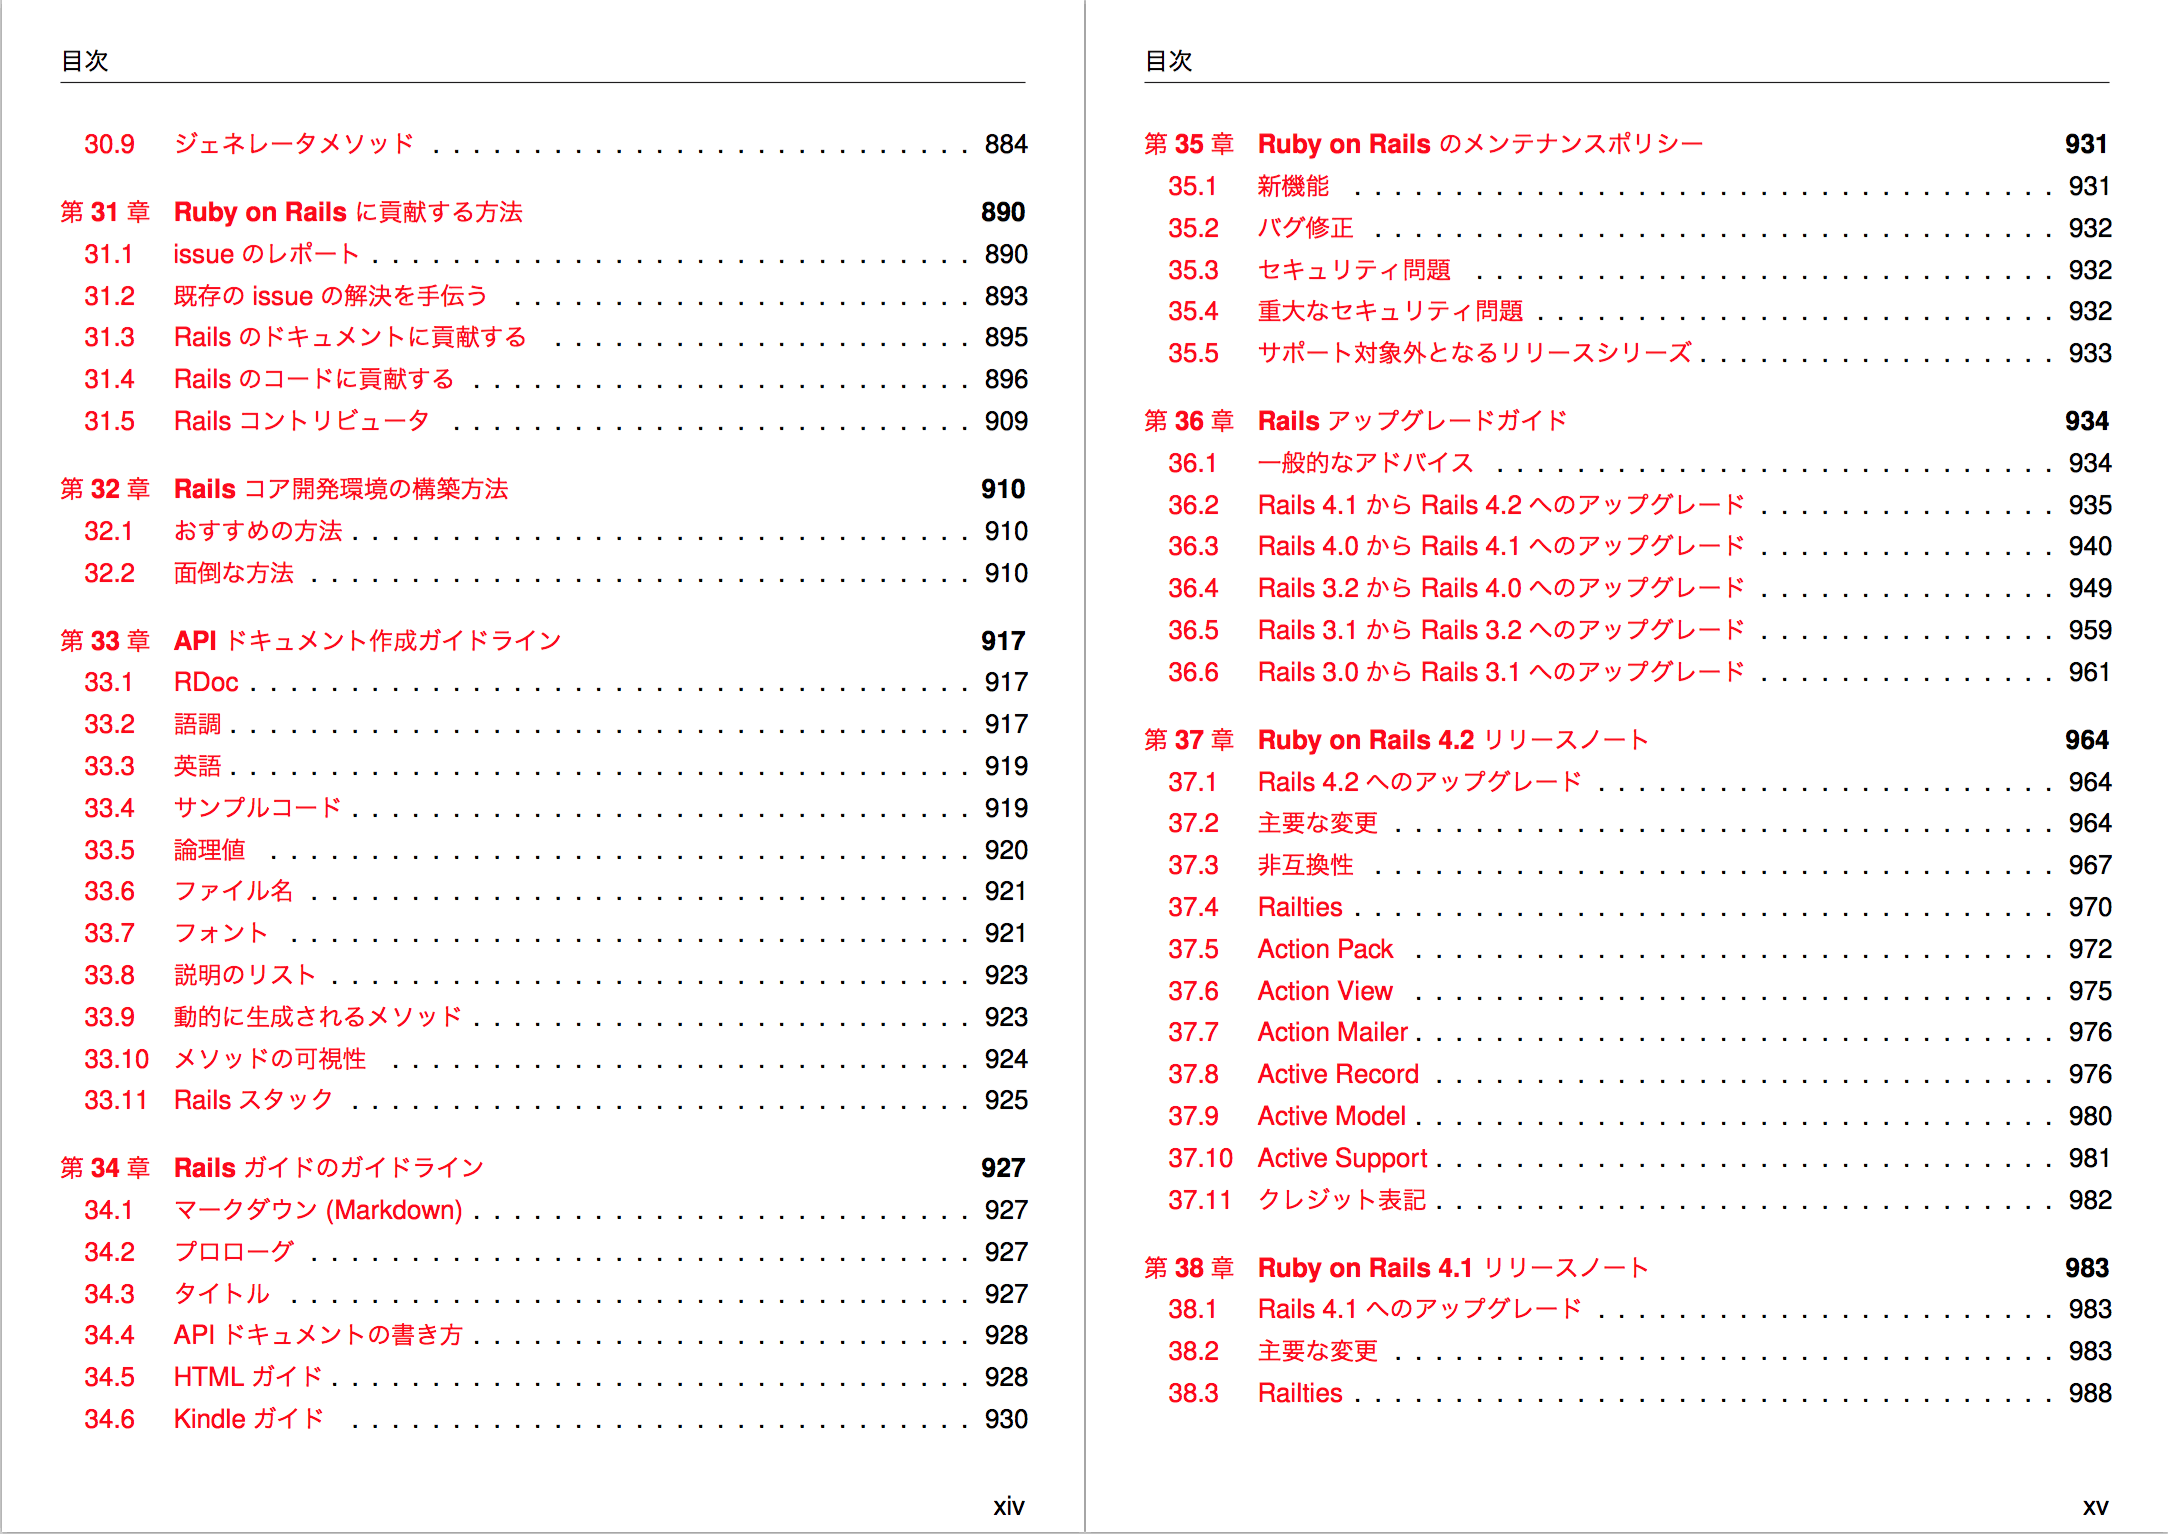 目次
30.9 ジェネレータメソッド . . . . . . . . . . . . . . . . . . . . . . . . . . . 884
第 31 章 Ruby on Rails に貢献する方法 890
31.1 issue のレポート . . . . . . . . . . . . . . . . . . . . . . . . . . . . . . 890
31.2 既存の issue の解決を手伝う . . . . . . . . . . . . . . . . . . . . . . . 893
31.3 Rails のドキュメントに貢献する . . . . . . . . . . . . . . . . . . . . . 895
31.4 Rails のコードに貢献する . . . . . . . . . . . . . . . . . . . . . . . . . 896
31.5 Rails コントリビュータ . . . . . . . . . . . . . . . . . . . . . . . . . . 909
第 32 章 Rails コア開発環境の構築方法 910
32.1 おすすめの方法 . . . . . . . . . . . . . . . . . . . . . . . . . . . . . . . 910
32.2 面倒な方法 . . . . . . . . . . . . . . . . . . . . . . . . . . . . . . . . . 910
第 33 章 API ドキュメント作成ガイドライン 917
33.1 RDoc . . . . . . . . . . . . . . . . . . . . . . . . . . . . . . . . . . . . 917
33.2 語調 . . . . . . . . . . . . . . . . . . . . . . . . . . . . . . . . . . . . . 917
33.3 英語 . . . . . . . . . . . . . . . . . . . . . . . . . . . . . . . . . . . . . 919
33.4 サンプルコード . . . . . . . . . . . . . . . . . . . . . . . . . . . . . . . 919
33.5 論理値 . . . . . . . . . . . . . . . . . . . . . . . . . . . . . . . . . . . 920
33.6 ファイル名 . . . . . . . . . . . . . . . . . . . . . . . . . . . . . . . . . 921
33.7 フォント . . . . . . . . . . . . . . . . . . . . . . . . . . . . . . . . . . 921
33.8 説明のリスト . . . . . . . . . . . . . . . . . . . . . . . . . . . . . . . . 923
33.9 動的に生成されるメソッド . . . . . . . . . . . . . . . . . . . . . . . . . 923
33.10 メソッドの可視性 . . . . . . . . . . . . . . . . . . . . . . . . . . . . . 924
33.11 Rails スタック . . . . . . . . . . . . . . . . . . . . . . . . . . . . . . . 925
第 34 章 Rails ガイドのガイドライン 927
34.1 マークダウン (Markdown) . . . . . . . . . . . . . . . . . . . . . . . . . 927
34.2 プロローグ . . . . . . . . . . . . . . . . . . . . . . . . . . . . . . . . . 927
34.3 タイトル . . . . . . . . . . . . . . . . . . . . . . . . . . . . . . . . . . 927
34.4 API ドキュメントの書き方 . . . . . . . . . . . . . . . . . . . . . . . . . 928
34.5 HTML ガイド . . . . . . . . . . . . . . . . . . . . . . . . . . . . . . . . 928
34.6 Kindle ガイド . . . . . . . . . . . . . . . . . . . . . . . . . . . . . . . 930
xiv
目次
第 35 章 Ruby on Rails のメンテナンスポリシー 931
35.1 新機能 . . . . . . . . . . . . . . . . . . . . . . . . . . . . . . . . . . . 931
35.2 バグ修正 . . . . . . . . . . . . . . . . . . . . . . . . . . . . . . . . . . 932
35.3 セキュリティ問題 . . . . . . . . . . . . . . . . . . . . . . . . . . . . . 932
35.4 重大なセキュリティ問題 . . . . . . . . . . . . . . . . . . . . . . . . . . 932
35.5 サポート対象外となるリリースシリーズ . . . . . . . . . . . . . . . . . . 933
第 36 章 Rails アップグレードガイド 934
36.1 一般的なアドバイス . . . . . . . . . . . . . . . . . . . . . . . . . . . . 934
36.2 Rails 4.1 から Rails 4.2 へのアップグレード . . . . . . . . . . . . . . . 935
36.3 Rails 4.0 から Rails 4.1 へのアップグレード . . . . . . . . . . . . . . . 940
36.4 Rails 3.2 から Rails 4.0 へのアップグレード . . . . . . . . . . . . . . . 949
36.5 Rails 3.1 から Rails 3.2 へのアップグレード . . . . . . . . . . . . . . . 959
36.6 Rails 3.0 から Rails 3.1 へのアップグレード . . . . . . . . . . . . . . . 961
第 37 章 Ruby on Rails 4.2 リリースノート 964
37.1 Rails 4.2 へのアップグレード . . . . . . . . . . . . . . . . . . . . . . . 964
37.2 主要な変更 . . . . . . . . . . . . . . . . . . . . . . . . . . . . . . . . . 964
37.3 非互換性 . . . . . . . . . . . . . . . . . . . . . . . . . . . . . . . . . . 967
37.4 Railties . . . . . . . . . . . . . . . . . . . . . . . . . . . . . . . . . . . 970
37.5 Action Pack . . . . . . . . . . . . . . . . . . . . . . . . . . . . . . . . 972
37.6 Action View . . . . . . . . . . . . . . . . . . . . . . . . . . . . . . . . 975
37.7 Action Mailer . . . . . . . . . . . . . . . . . . . . . . . . . . . . . . . . 976
37.8 Active Record . . . . . . . . . . . . . . . . . . . . . . . . . . . . . . . 976
37.9 Active Model . . . . . . . . . . . . . . . . . . . . . . . . . . . . . . . . 980
37.10 Active Support . . . . . . . . . . . . . . . . . . . . . . . . . . . . . . . 981
37.11 クレジット表記 . . . . . . . . . . . . . . . . . . . . . . . . . . . . . . . 982
第 38 章 Ruby on Rails 4.1 リリースノート 983
38.1 Rails 4.1 へのアップグレード . . . . . . . . . . . . . . . . . . . . . . . 983
38.2 主要な変更 . . . . . . . . . . . . . . . . . . . . . . . . . . . . . . . . . 983
38.3 Railties . . . . . . . . . . . . . . . . . . . . . . . . . . . . . . . . . . . 988
xv